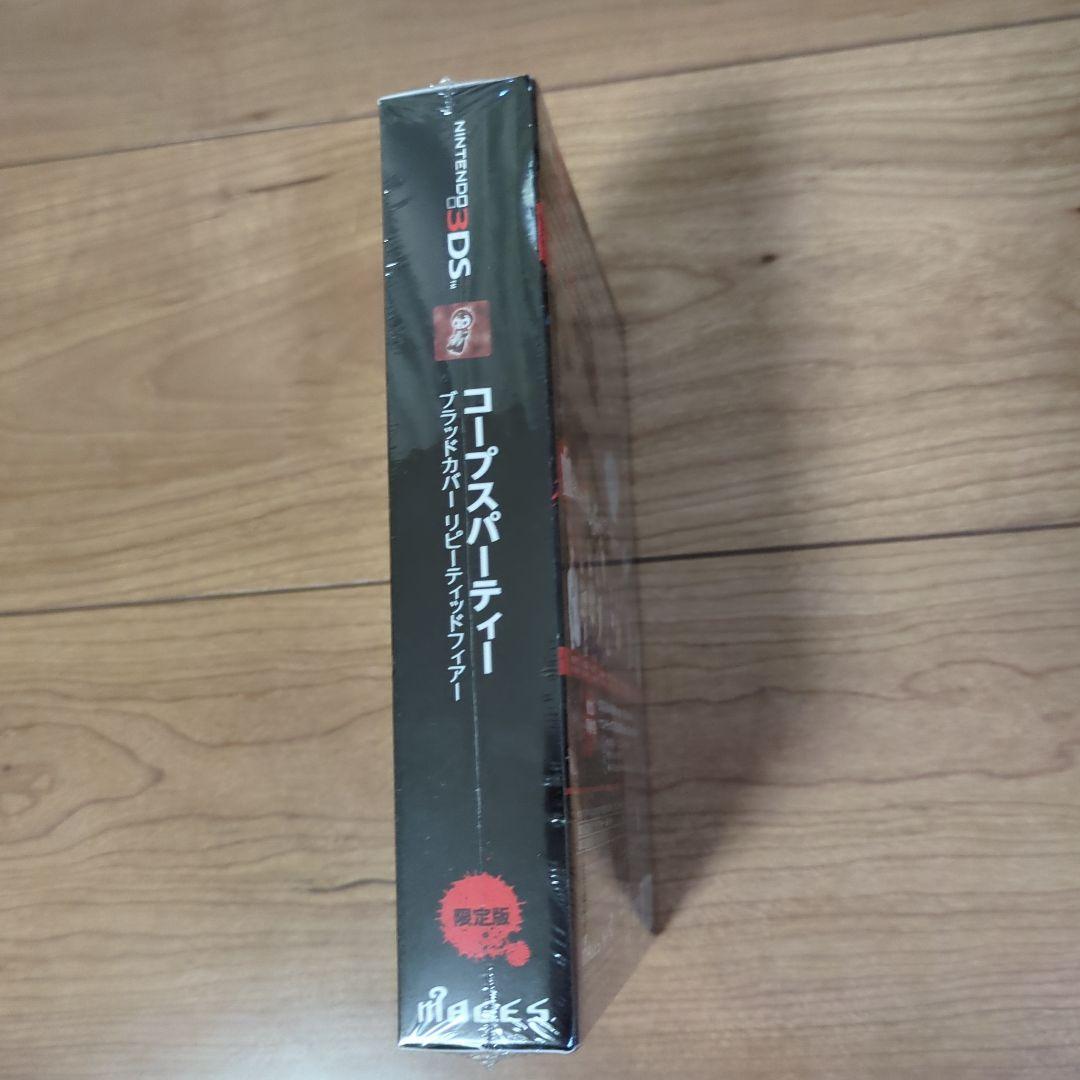 NINTENDO 3DS™
コープスパーティー
ブラッドカバー リピーティッドフィアー
限定版
MAGES.